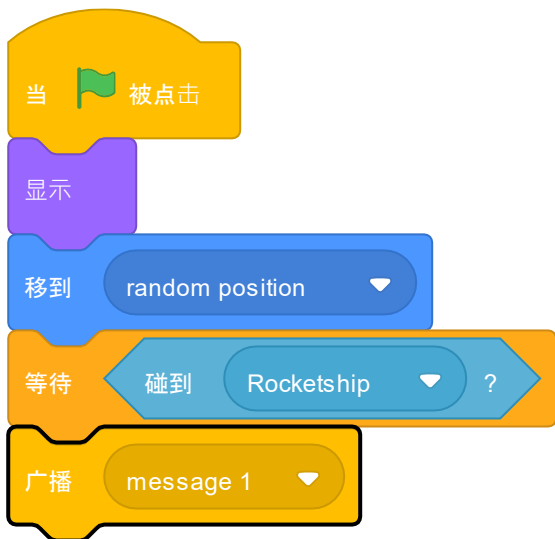 当 被点击
显示
移到 random position
等待 碰到 Rocketship ?
广播 message 1